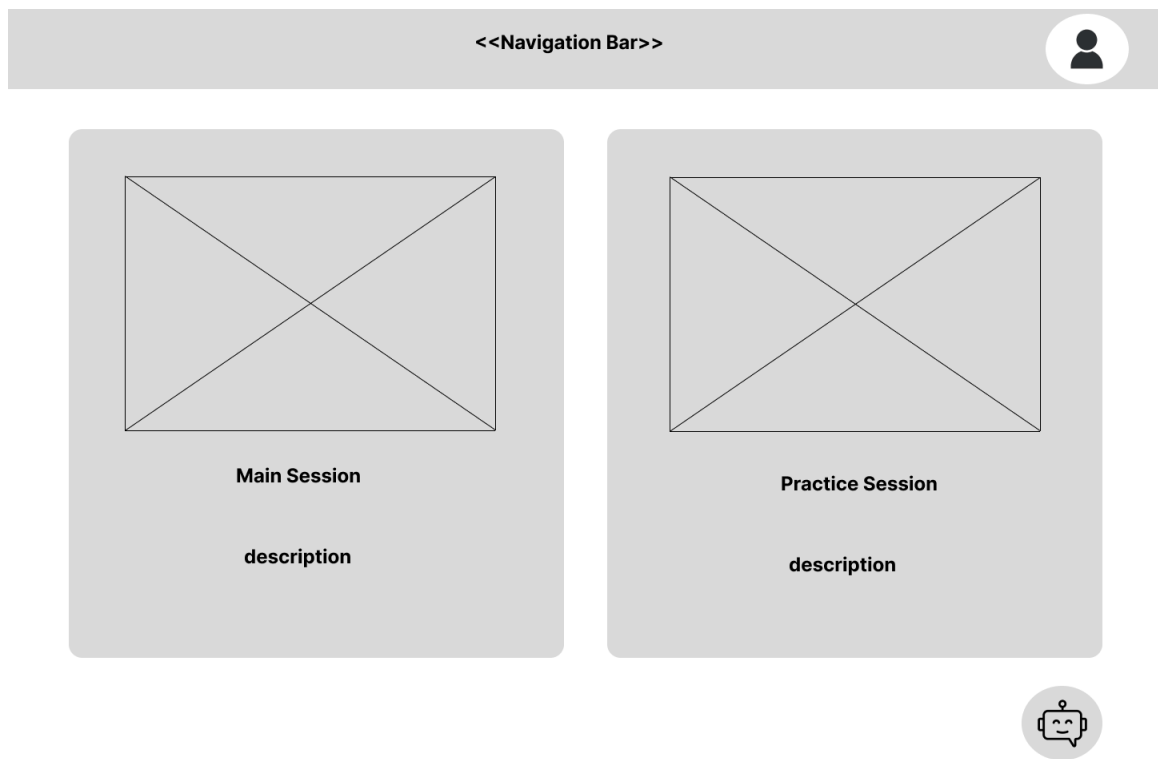 <<Navigation Bar>>
Main Session
description
Practice Session
description